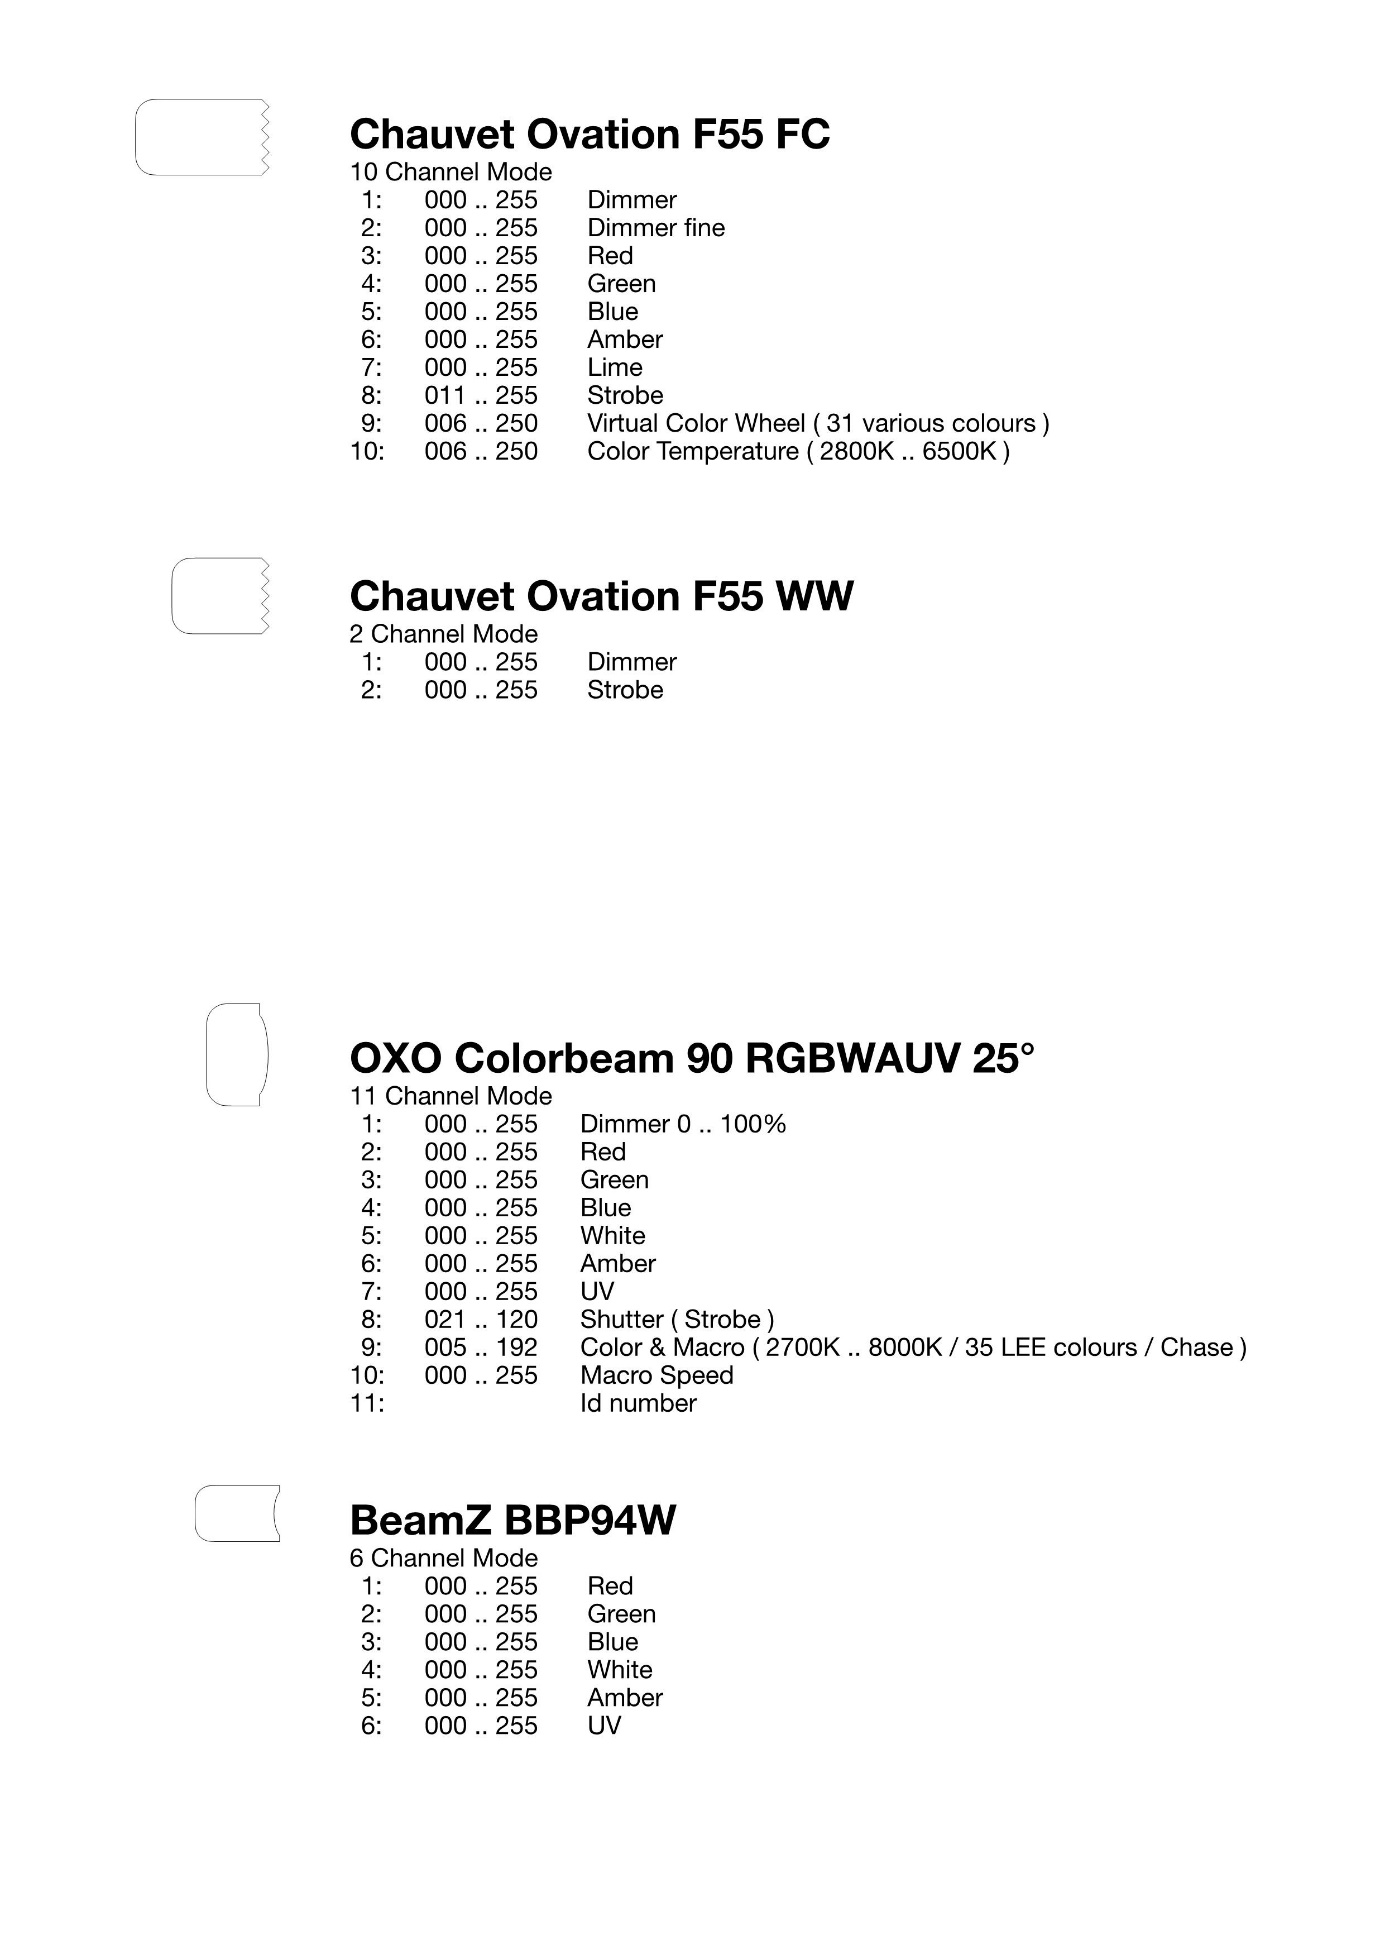 Chauvet Ovation F55 FC
10 Channel Mode
1: 000 .. 255 Dimmer
2: 000 .. 255 Dimmer fine
3: 000 .. 255 Red
4: 000 .. 255 Green
5: 000 .. 255 Blue
6: 000 .. 255 Amber
7: 000 .. 255 Lime
8: 011 .. 255 Strobe
9: 006 .. 250 Virtual Color Wheel ( 31 various colours )
10: 006 .. 250 Color Temperature ( 2800K .. 6500K )
Chauvet Ovation F55 WW
2 Channel Mode
1: 000 .. 255 Dimmer
2: 000 .. 255 Strobe
OXO Colorbeam 90 RGBWAUV 25°
11 Channel Mode
1: 000 .. 255 Dimmer 0 .. 100%
2: 000 .. 255 Red
3: 000 .. 255 Green
4: 000 .. 255 Blue
5: 000 .. 255 White
6: 000 .. 255 Amber
7: 000 .. 255 UV
8: 021 .. 120 Shutter ( Strobe )
9: 005 .. 192 Color & Macro ( 2700K .. 8000K / 35 LEE colours / Chase )
10: 000 .. 255 Macro Speed
11: Id number
BeamZ BBP94W
6 Channel Mode
1: 000 .. 255 Red
2: 000 .. 255 Green
3: 000 .. 255 Blue
4: 000 .. 255 White
5: 000 .. 255 Amber
6: 000 .. 255 UV